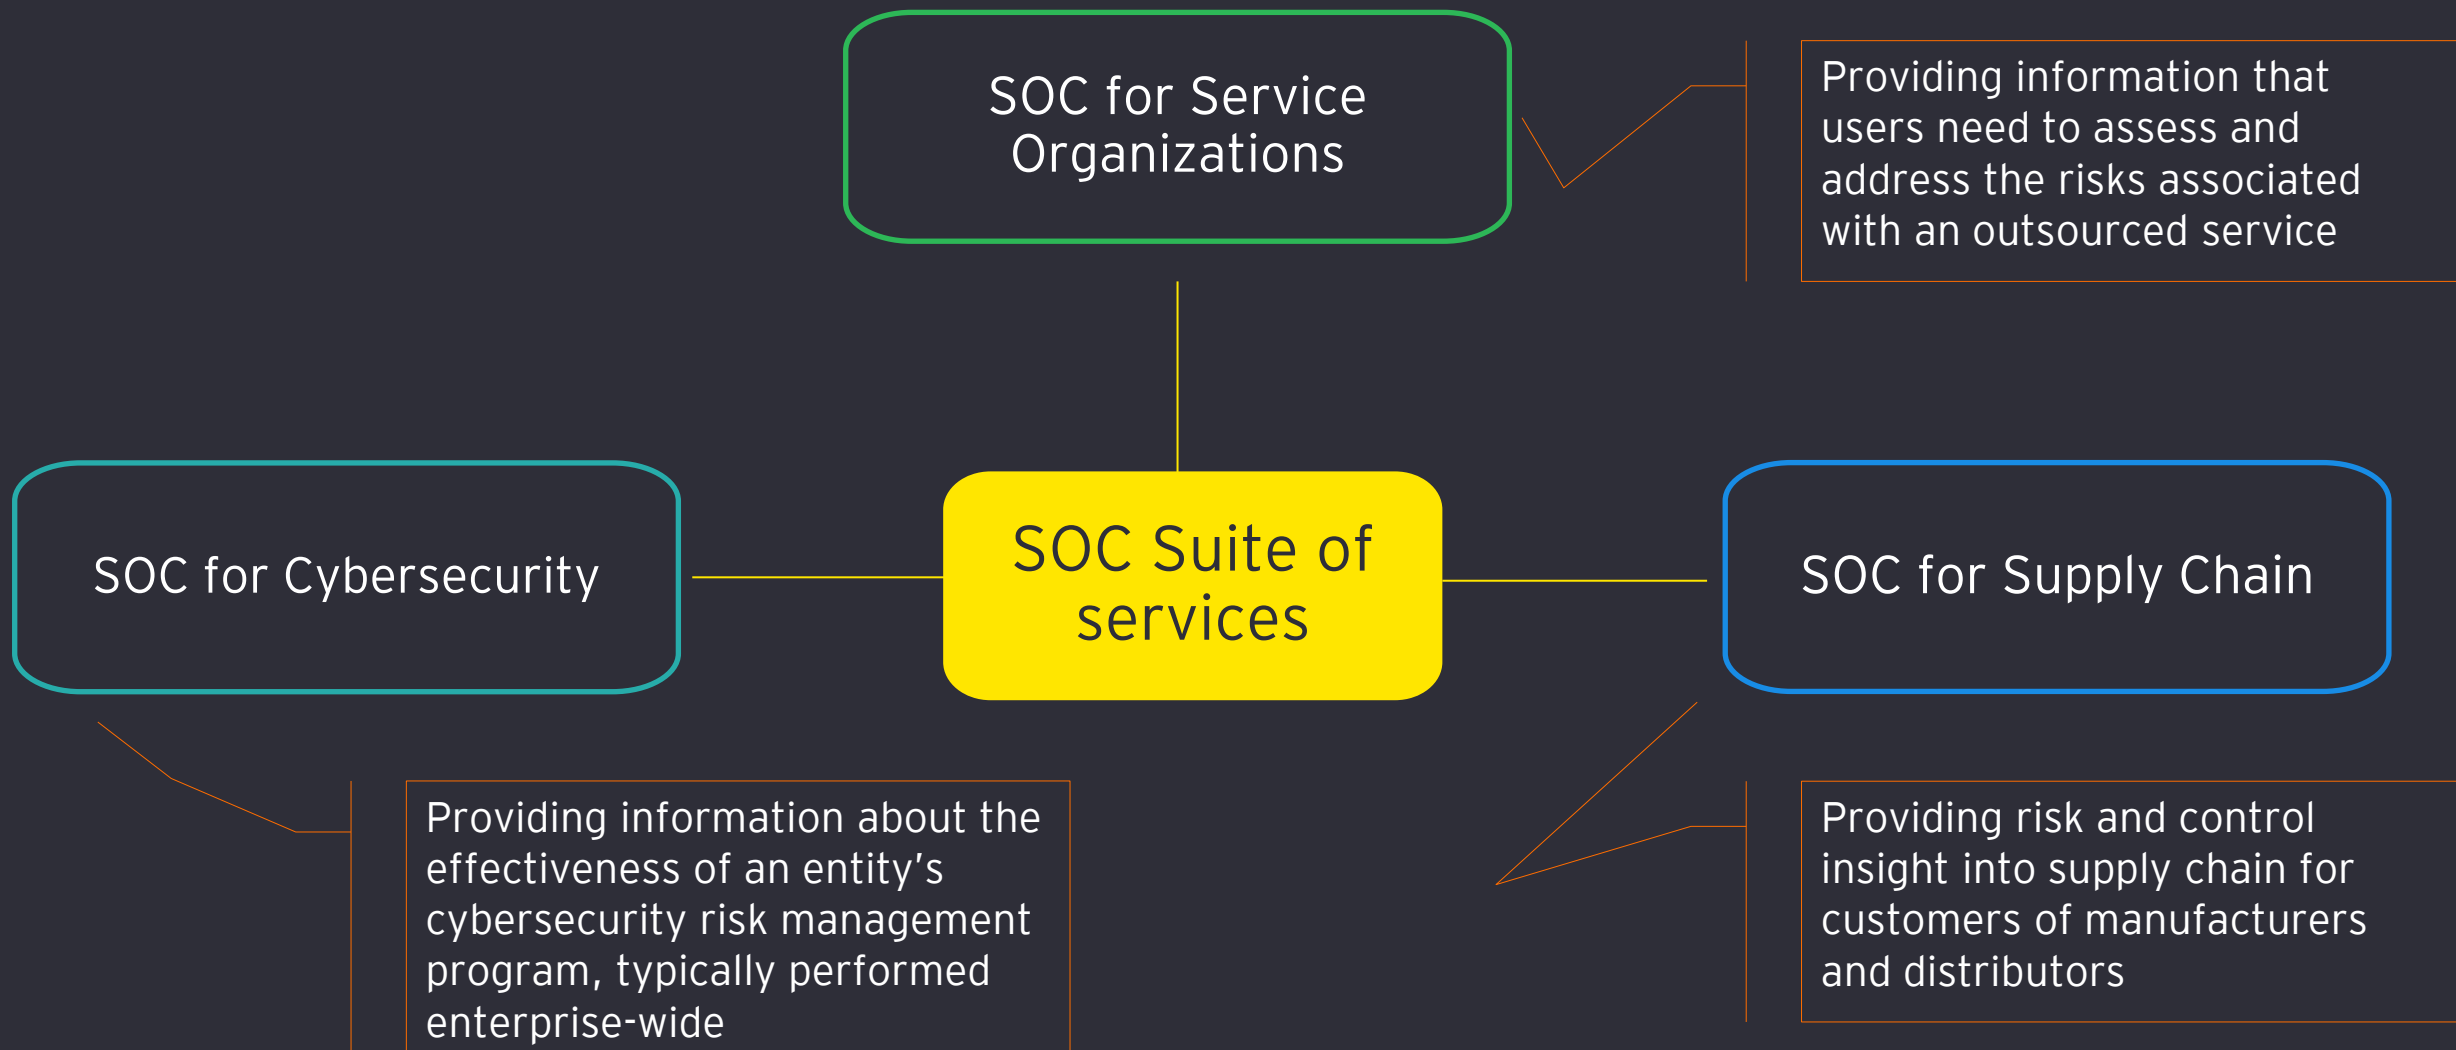 SOC for Service
Organizations
Providing information that
users need to assess and
address the risks associated
with an outsourced service
SOC for Cybersecurity
SOC Suite of
services
SOC for Supply Chain
Providing information about the
effectiveness of an entity’s
cybersecurity risk management
program, typically performed
enterprise-wide
Providing risk and control
insight into supply chain for
customers of manufacturers
and distributors